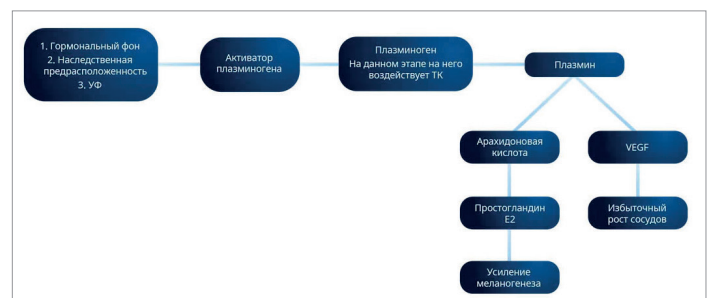 1. Гормональный фон
2. Наследственная
предрасположенность
3, УФ
Активатор
плазминогена
Плазминоген
На данном этапе на него
воздействует ТК
Плазмин
Арахидоновая
кислота
VEGF
Простогландин
E2
Избыточный
рост сосудов
Усиление
меланогенеза